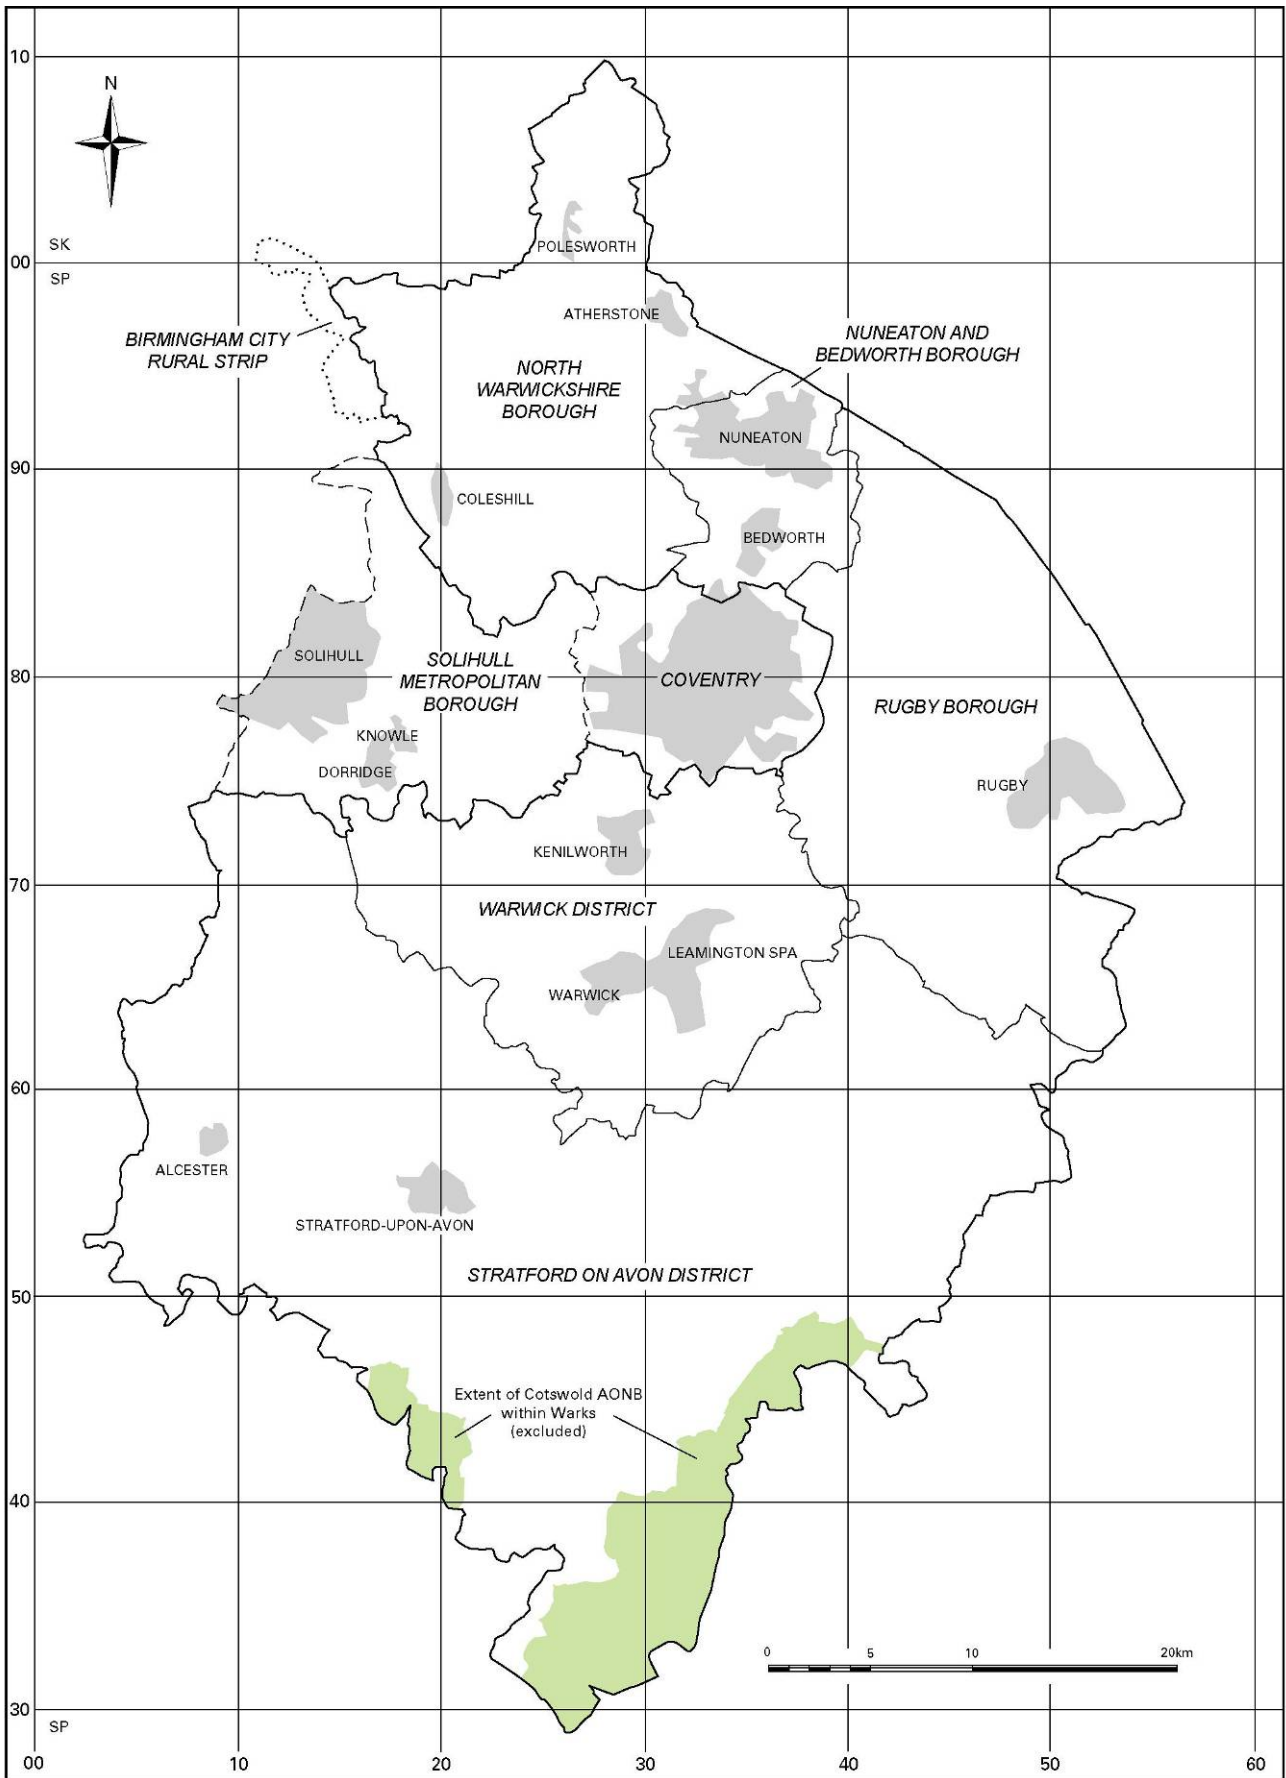 10
N
SK
00
SP
POLESWORTH
ATHERSTONE
BIRMINGHAM CITY
RURAL STRIP
NUNEATON AND
BEDWORTH BOROUGH
NORTH
WARWICKSHIRE
BOROUGH
NUNEATON
90
COLESHILL
BEDWORTH
SOLIHULL
SOLIHULL
METROPOLITAN
BOROUGH
80
COVENTRY
RUGBY BOROUGH
KNOWLE
DORRIDGE
RUGBY
KENILWORTH
70
WARWICK DISTRICT
LEAMINGTON SPA
WARWICK
60
ALCESTER
STRATFORD-UPON-AVON
STRATFORD ON AVON DISTRICT
50
Extent of Cotswold AONB
within Warks
(excluded)
40
0 5 10 20km
30
SP
00 10 20 30 40 50 60